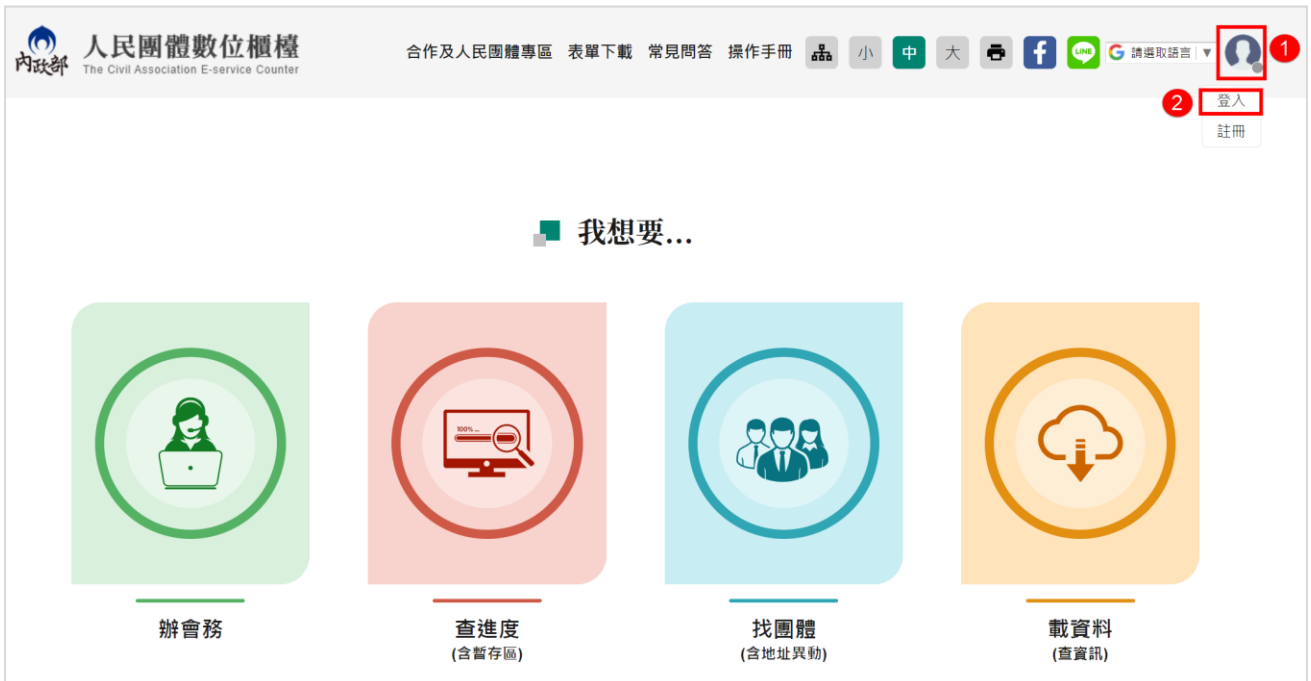 內政部
人民團體數位櫃檯
The Civil Association E-service Counter
合作及人民團體專區 表單下載 常見問答 操作手冊 小 中 大 f LINE G 請選取語言 ▼ 1
2 登入
註冊
我想要...
100% ...
辦會務 查進度 找團體 載資料
(含暫存區) (含地址異動) (查資訊)